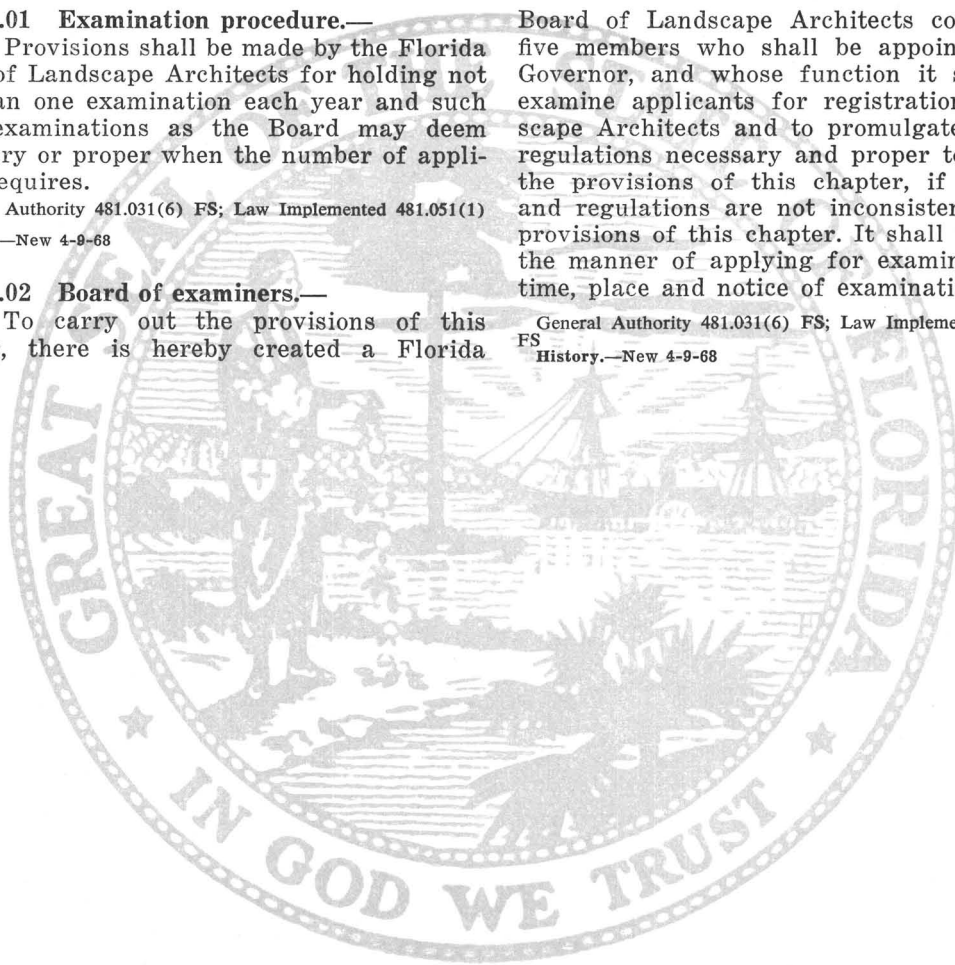 .01 Examination procedure.—
Provisions shall be made by the Florida
of Landscape Architects for holding not
an one examination each year and such
examinations as the Board may deem
ry or proper when the number of appli-
equires.
Authority 481.031(6) FS; Law Implemented 481.051(1)
—New 4-9-68
.02 Board of examiners.—
To carry out the provisions of this
, there is hereby created a Florida
Board of Landscape Architects co
five members who shall be appoin
Governor, and whose function it s
examine applicants for registration
scape Architects and to promulgate
regulations necessary and proper to
the provisions of this chapter, if
and regulations are not inconsister
provisions of this chapter. It shall
the manner of applying for examin
time, place and notice of examinati
General Authority 481.031(6) FS; Law Impleme
FS
History.—New 4-9-68
GREAT SEAL OF THE STATE OF FLORIDA
IN GOD WE TRUST